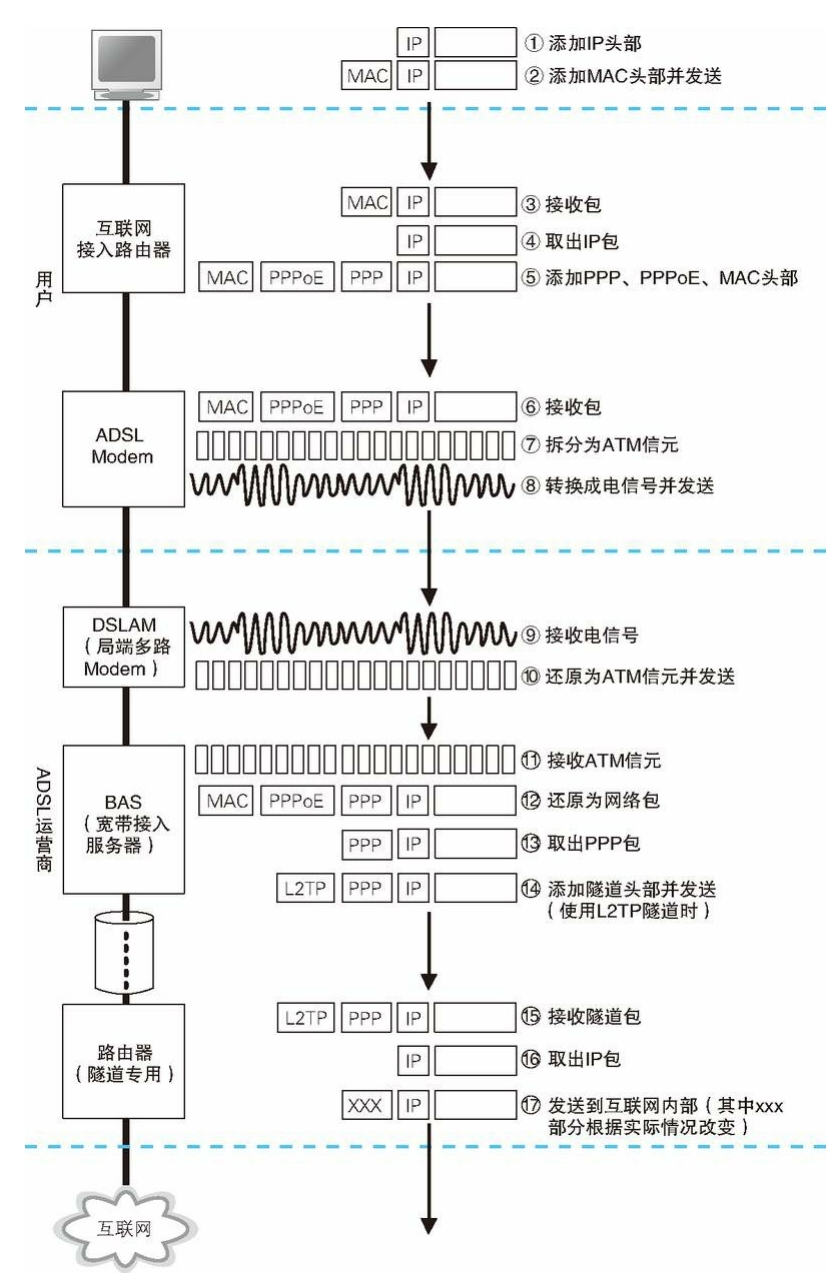 IP ① 添加IP头部
MAC IP ② 添加MAC头部并发送
用户
互联网
接入路由器
MAC IP ③ 接收包
IP ④ 取出IP包
MAC PPPoE PPP IP ⑤ 添加PPP、PPPoE、MAC头部
ADSL
Modem
MAC PPPoE PPP IP ⑥ 接收包
⑦ 拆分为ATM信元
⑧ 转换成电信号并发送
ADSL运营商
DSLAM
（局端多路
Modem）
⑨ 接收电信号
⑩ 还原为ATM信元并发送
BAS
（宽带接入
服务器）
⑪ 接收ATM信元
MAC PPPoE PPP IP ⑫ 还原为网络包
PPP IP ⑬ 取出PPP包
L2TP PPP IP ⑭ 添加隧道头部并发送
（使用L2TP隧道时）
路由器
（隧道专用）
L2TP PPP IP ⑮ 接收隧道包
IP ⑯ 取出IP包
XXX IP ⑰ 发送到互联网内部（其中xxx
部分根据实际情况改变）
互联网